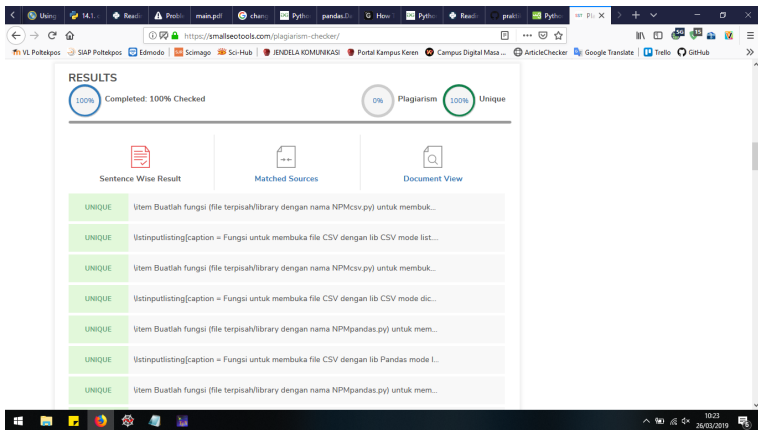 Using
14.1. c
Readin
Proble
main.pdf
chang
Pytho
pandas.Da
How T
Pytho
Readin
prakti
Pytho
Pla
https://smallseotools.com/plagiarism-checker/
VL Poltekpos
SIAP Poltekpos
Edmodo
Scimago
Sci-Hub
JENDELA KOMUNIKASI
Portal Kampus Keren
Campus Digital Masa ...
ArticleChecker
Google Translate
Trello
GitHub
RESULTS
100% Completed: 100% Checked
0% Plagiarism 100% Unique
Sentence Wise Result
Matched Sources
Document View
UNIQUE \item Buatlah fungsi (file terpisah/library dengan nama NPMcsv.py) untuk membuk...
UNIQUE \lstinputlisting[caption = Fungsi untuk membuka file CSV dengan lib CSV mode list....
UNIQUE \item Buatlah fungsi (file terpisah/library dengan nama NPMcsv.py) untuk membuk...
UNIQUE \lstinputlisting[caption = Fungsi untuk membuka file CSV dengan lib CSV mode dic...
UNIQUE \item Buatlah fungsi (file terpisah/library dengan nama NPMpandas.py) untuk mem...
UNIQUE \lstinputlisting[caption = Fungsi untuk membuka file CSV dengan lib Pandas mode l...
UNIQUE \item Buatlah fungsi (file terpisah/library dengan nama NPMpandas.py) untuk mem...
10:23
26/03/2019